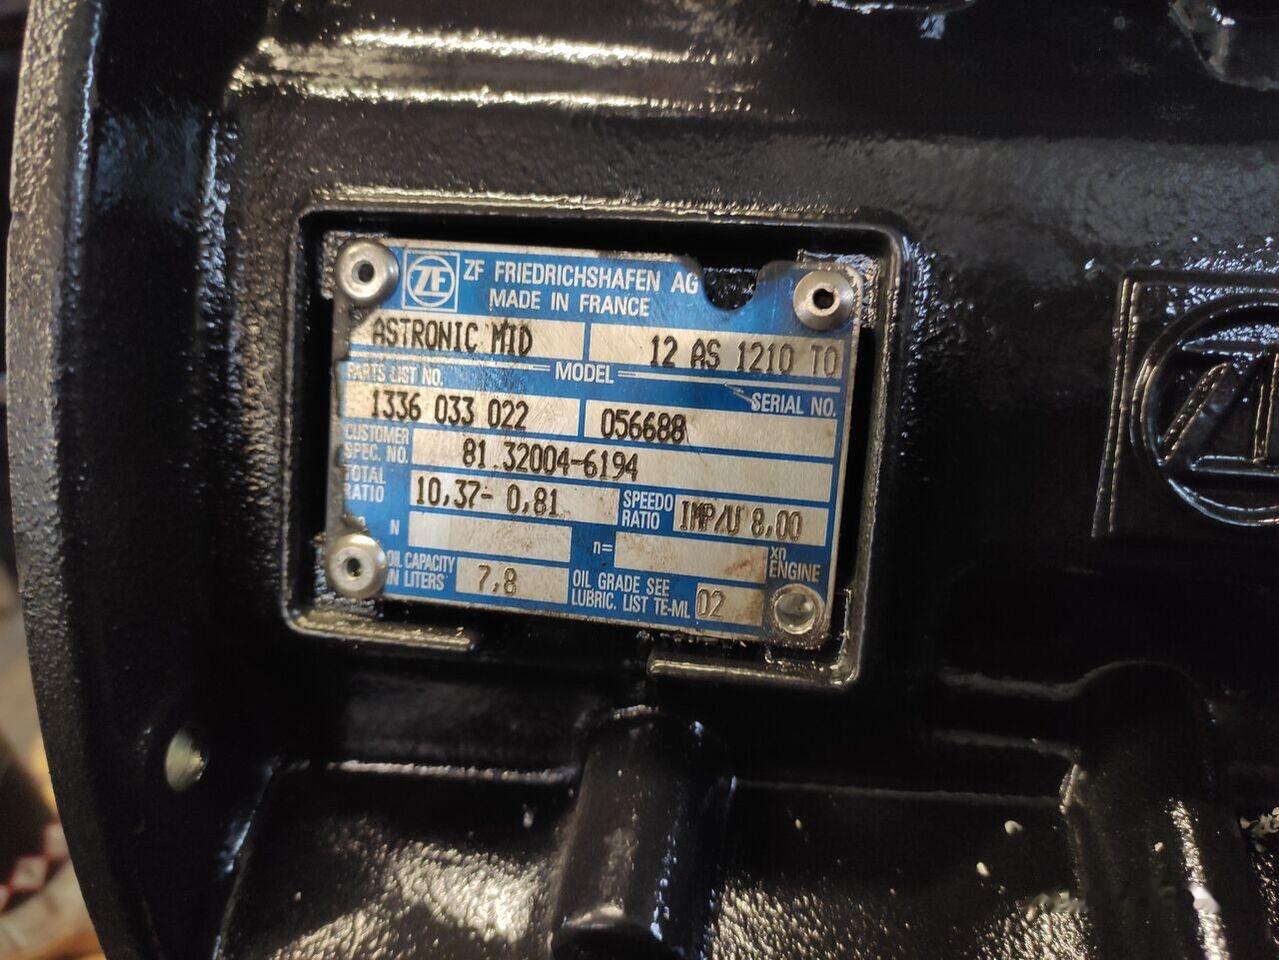 ZF
ZF FRIEDRICHSHAFEN AG
MADE IN FRANCE
ASTRONIC MID 12 AS 1210 TO
PARTS LIST NO. MODEL SERIAL NO.
1336 033 022 056688
CUSTOMER SPEC. NO. 81.32004-6194
TOTAL RATIO 10,37- 0,81 SPEEDO RATIO IMP/U 8,00
N n= xn ENGINE
OIL CAPACITY IN LITERS 7,8 OIL GRADE SEE LUBRIC. LIST TE-ML 02